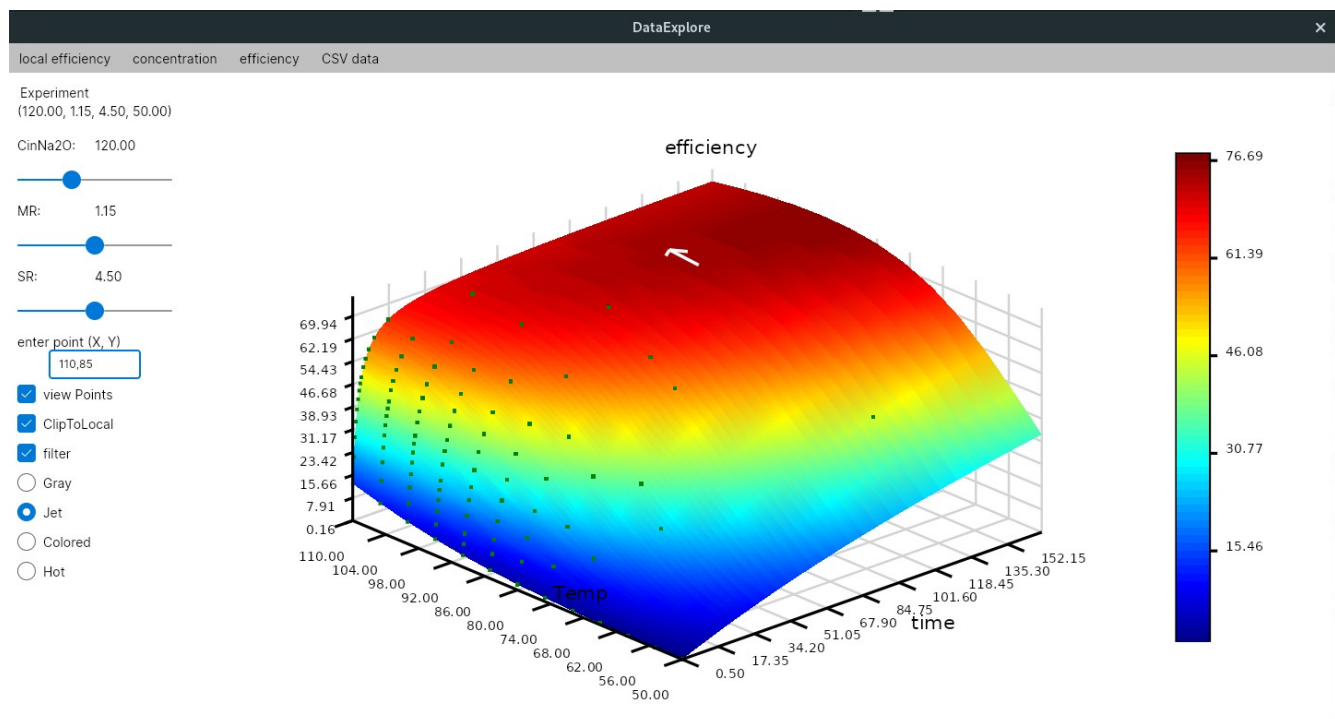 DataExplore
local efficiency concentration efficiency CSV data
Experiment
(120.00, 1.15, 4.50, 50.00)
CinNa2O: 120.00
MR: 1.15
SR: 4.50
enter point (X, Y)
110,85
view Points
ClipToLocal
filter
Gray
Jet
Colored
Hot
efficiency
69.94
62.19
54.43
46.68
38.93
31.17
23.42
15.66
7.91
0.16
110.00
104.00
98.00
92.00
86.00
80.00
74.00
68.00
62.00
56.00
50.00
Temp
0.50
17.35
34.20
51.05
67.90
84.75
101.60
118.45
135.30
152.15
time
76.69
61.39
46.08
30.77
15.46